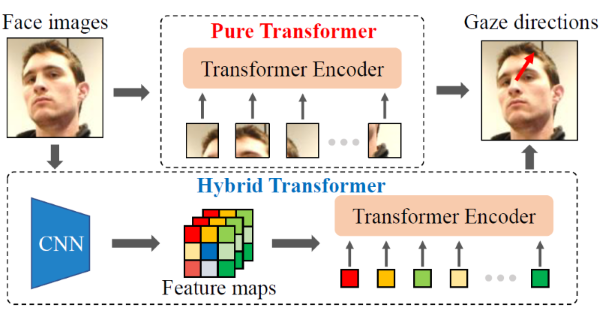 Face images
Pure Transformer
Gaze directions
Transformer Encoder
Hybrid Transformer
CNN
Feature maps
Transformer Encoder